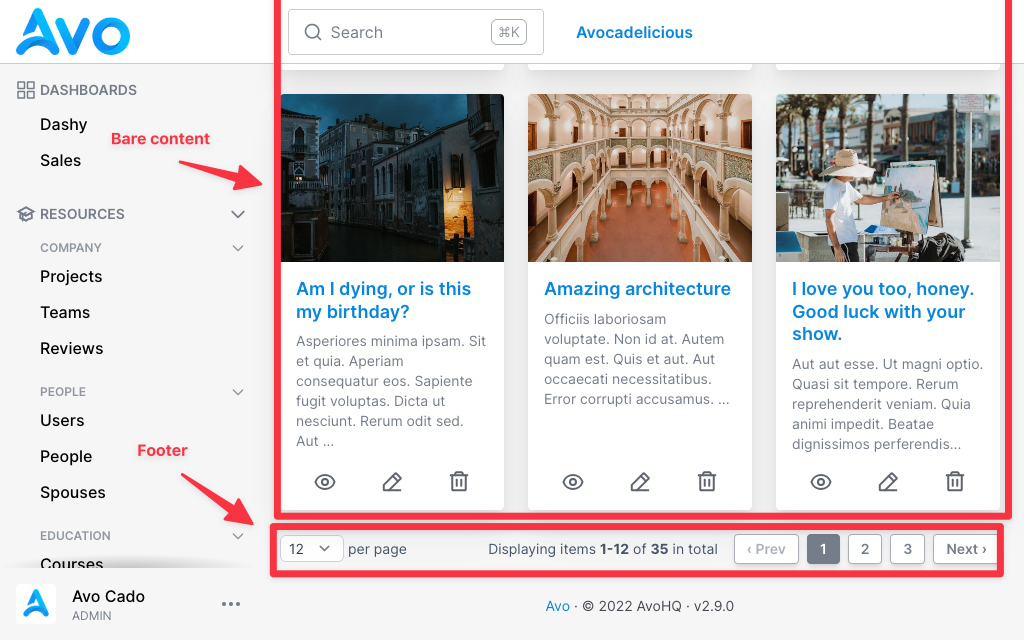 Avo
Search
⌘K
Avocadelicious
DASHBOARDS
Dashy
Sales
Bare content
RESOURCES
COMPANY
Projects
Teams
Reviews
PEOPLE
Users
People
Spouses
Footer
EDUCATION
Courses
Avo Cado
ADMIN
Am I dying, or is this
my birthday?
Asperiores minima ipsam. Sit
et quia. Aperiam
consequatur eos. Sapiente
fugit voluptas. Dicta ut
nesciunt. Rerum odit sed.
Aut ...
Amazing architecture
Officiis laboriosam
voluptate. Non id at. Autem
quam est. Quis et aut. Aut
occaecati necessitatibus.
Error corrupti accusamus. ...
I love you too, honey.
Good luck with your
show.
Aut aut esse. Ut magni optio.
Quasi sit tempore. Rerum
reprehenderit veniam. Quia
animi impedit. Beatae
dignissimos perferendis...
12 per page
Displaying items 1-12 of 35 in total
‹ Prev 1 2 3 Next ›
Avo · © 2022 AvoHQ · v2.9.0